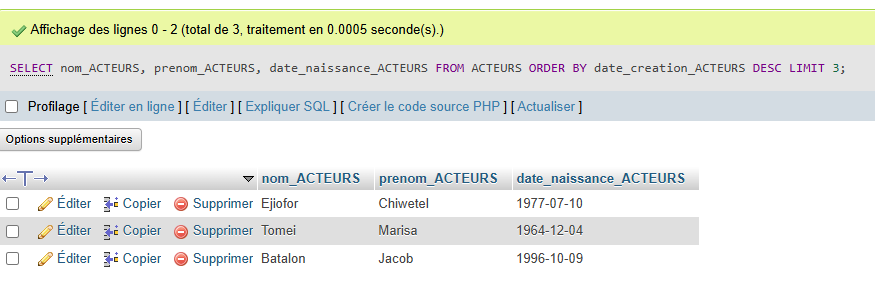 Affichage des lignes 0 - 2 (total de 3, traitement en 0.0005 seconde(s).)
SELECT nom_ACTEURS, prenom_ACTEURS, date_naissance_ACTEURS FROM ACTEURS ORDER BY date_creation_ACTEURS DESC LIMIT 3;
Profilage [ Éditer en ligne ] [ Éditer ] [ Expliquer SQL ] [ Créer le code source PHP ] [ Actualiser ]
Options supplémentaires
←T→ nom_ACTEURS prenom_ACTEURS date_naissance_ACTEURS
Éditer Copier Supprimer Ejiofor Chiwetel 1977-07-10
Éditer Copier Supprimer Tomei Marisa 1964-12-04
Éditer Copier Supprimer Batalon Jacob 1996-10-09